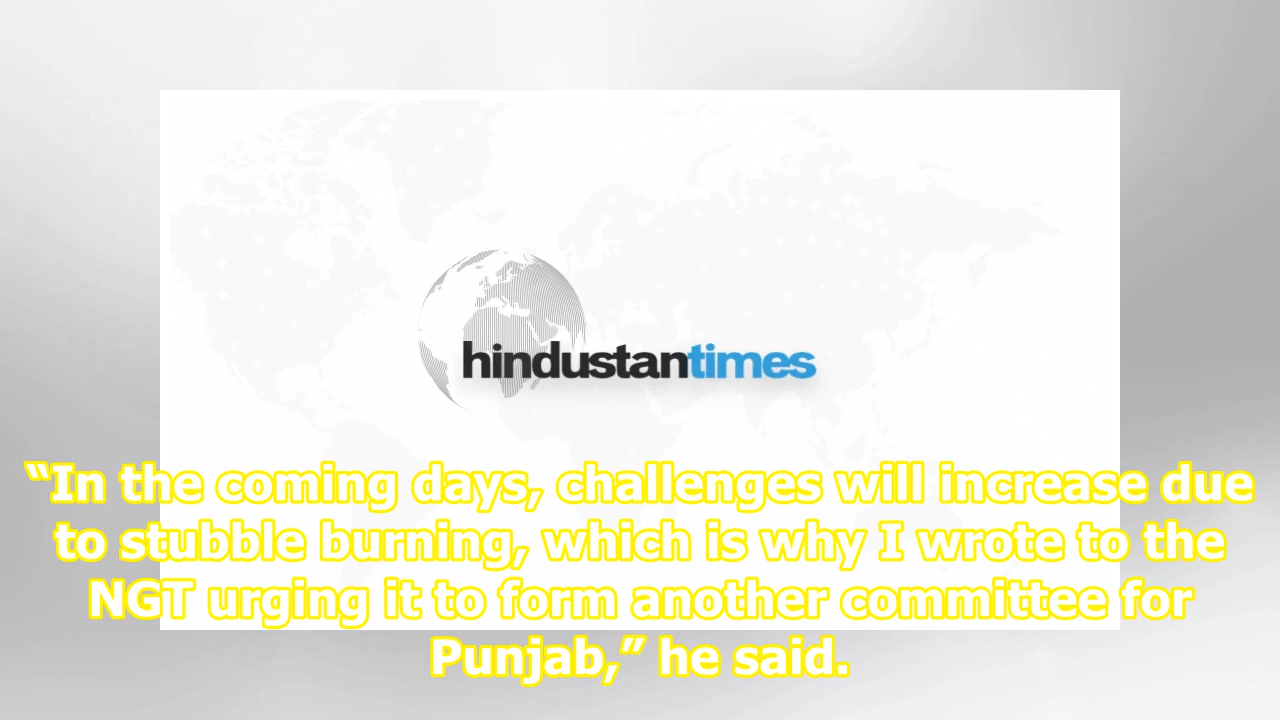 hindustantimes
“In the coming days, challenges will increase due
to stubble burning, which is why I wrote to the
NGT urging it to form another committee for
Punjab,” he said.